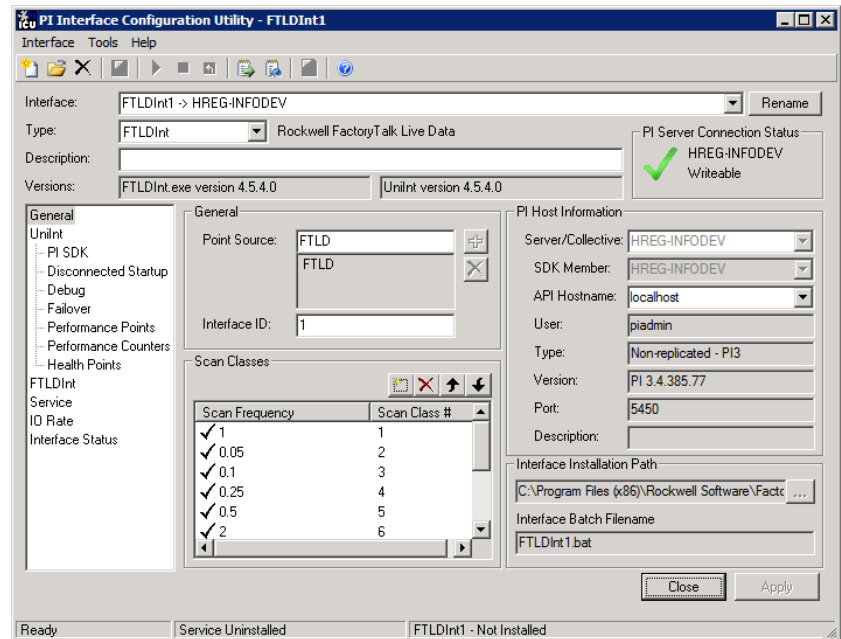 PI Interface Configuration Utility - FTLDInt1
Interface Tools Help
Interface: FTLDInt1 -> HREG-INFODEV Rename
Type: FTLDInt Rockwell FactoryTalk Live Data
Description:
Versions: FTLDInt.exe version 4.5.4.0 UniInt version 4.5.4.0
PI Server Connection Status
HREG-INFODEV
Writeable
General
UniInt
PI SDK
Disconnected Startup
Debug
Failover
Performance Points
Performance Counters
Health Points
FTLDInt
Service
IO Rate
Interface Status
General
Point Source: FTLD
FTLD
Interface ID: 1
Scan Classes
Scan Frequency Scan Class #
1 1
0.05 2
0.1 3
0.25 4
0.5 5
2 6
PI Host Information
Server/Collective: HREG-INFODEV
SDK Member: HREG-INFODEV
API Hostname: localhost
User: piadmin
Type: Non-replicated - PI3
Version: PI 3.4.385.77
Port: 5450
Description:
Interface Installation Path
C:\Program Files (x86)\Rockwell Software\Factc ...
Interface Batch Filename
FTLDInt1.bat
Close Apply
Ready Service Uninstalled FTLDInt1 - Not Installed